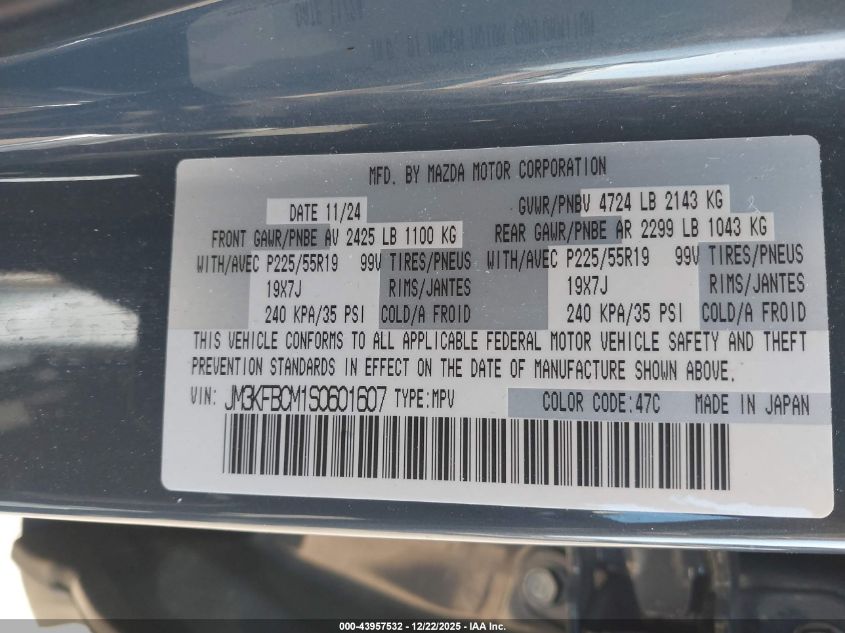 MFD. BY MAZDA MOTOR CORPORATION
DATE 11/24 GVWR/PNBV 4724 LB 2143 KG
FRONT GAWR/PNBE AV 2425 LB 1100 KG REAR GAWR/PNBE AR 2299 LB 1043 KG
WITH/AVEC P225/55R19 99V TIRES/PNEUS WITH/AVEC P225/55R19 99V TIRES/PNEUS
19X7J RIMS/JANTES 19X7J RIMS/JANTES
240 KPA/35 PSI COLD/A FROID 240 KPA/35 PSI COLD/A FROID
THIS VEHICLE CONFORMS TO ALL APPLICABLE FEDERAL MOTOR VEHICLE SAFETY AND THEFT
PREVENTION STANDARDS IN EFFECT ON THE DATE OF MANUFACTURE SHOWN ABOVE.
VIN: JM3KFBCM1S0601607 TYPE:MPV COLOR CODE:47C MADE IN JAPAN
000-43957532 - 12/22/2025 - IAA Inc.